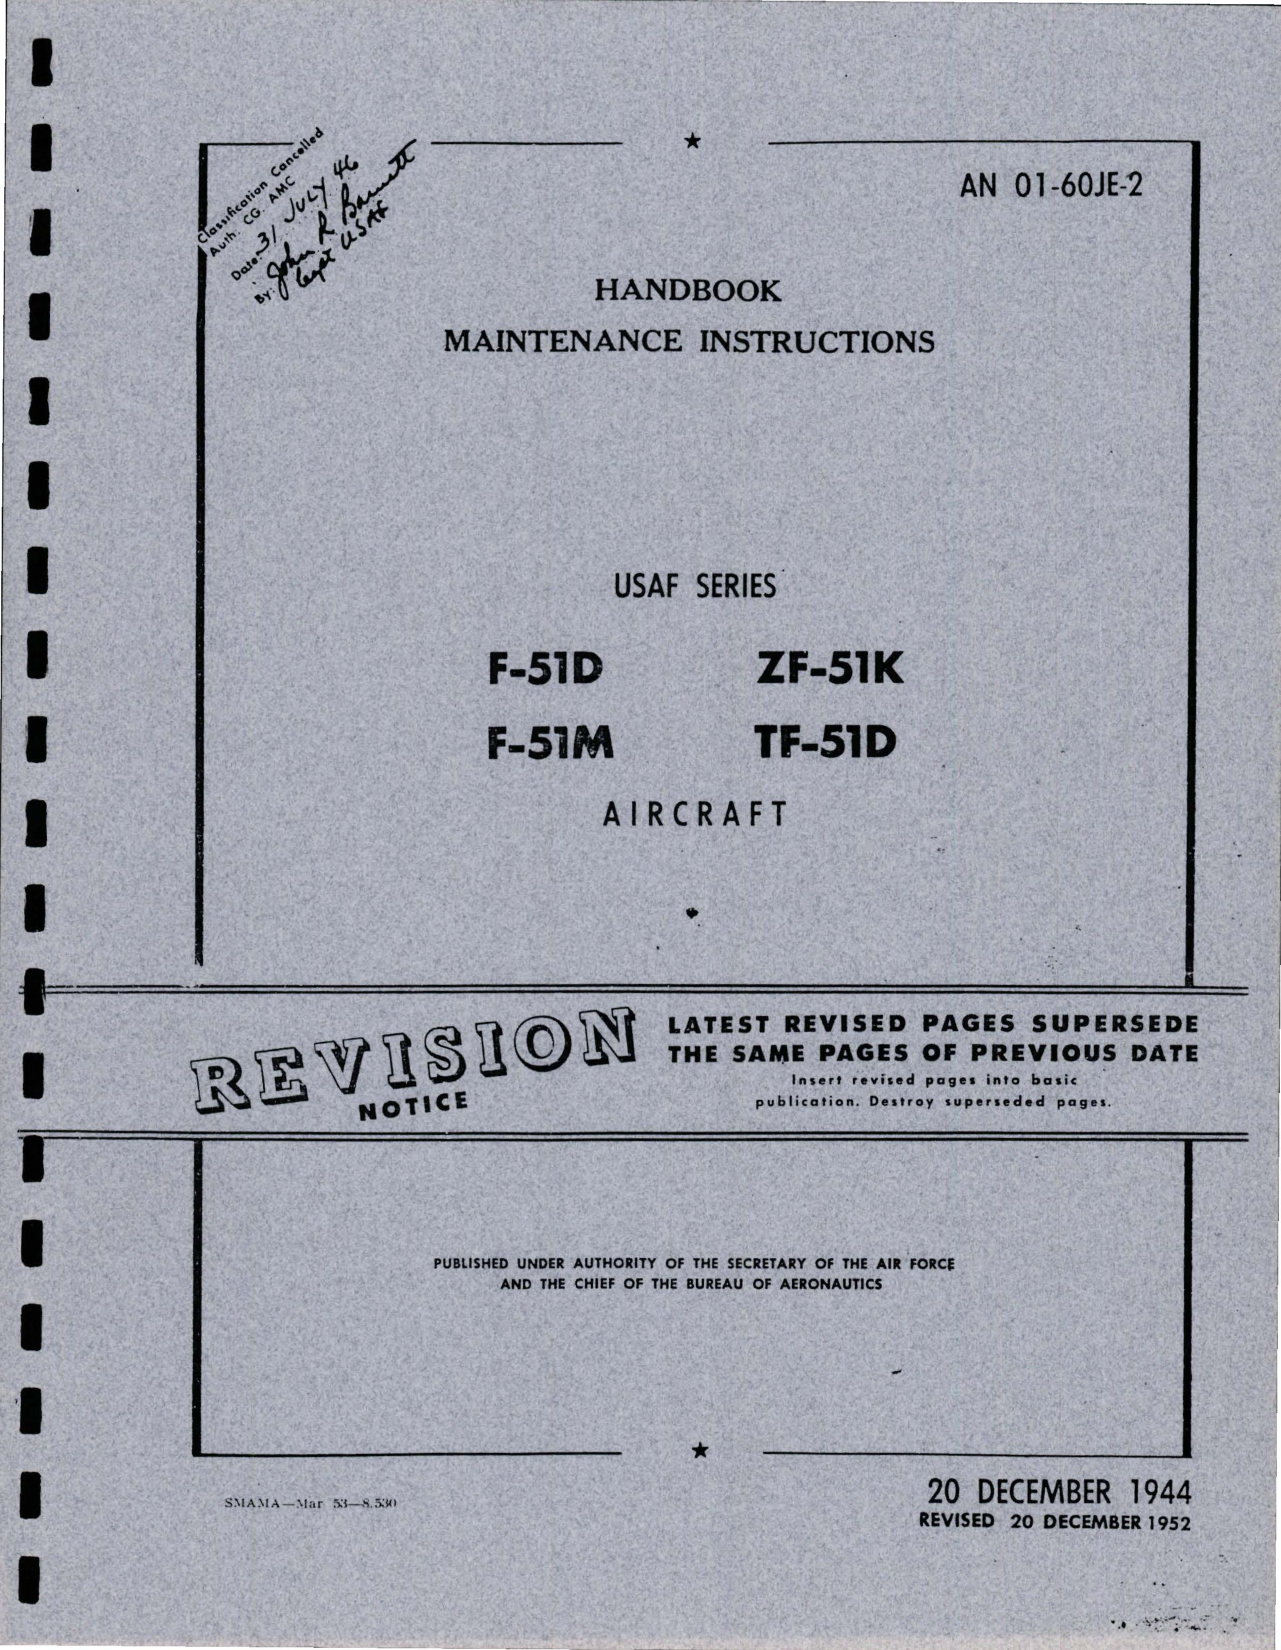 Classification Cancelled
Auth. CG. AMC
Date: 31 JULY 46
By: John R Barnett
Capt USAF
AN 01-60JE-2
HANDBOOK
MAINTENANCE INSTRUCTIONS
USAF SERIES
F-51D ZF-51K
F-51M TF-51D
AIRCRAFT
REVISION
NOTICE
LATEST REVISED PAGES SUPERSEDE
THE SAME PAGES OF PREVIOUS DATE
Insert revised pages into basic
publication. Destroy superseded pages.
PUBLISHED UNDER AUTHORITY OF THE SECRETARY OF THE AIR FORCE
AND THE CHIEF OF THE BUREAU OF AERONAUTICS
SMAMA—Mar 53—8,530
20 DECEMBER 1944
REVISED 20 DECEMBER 1952